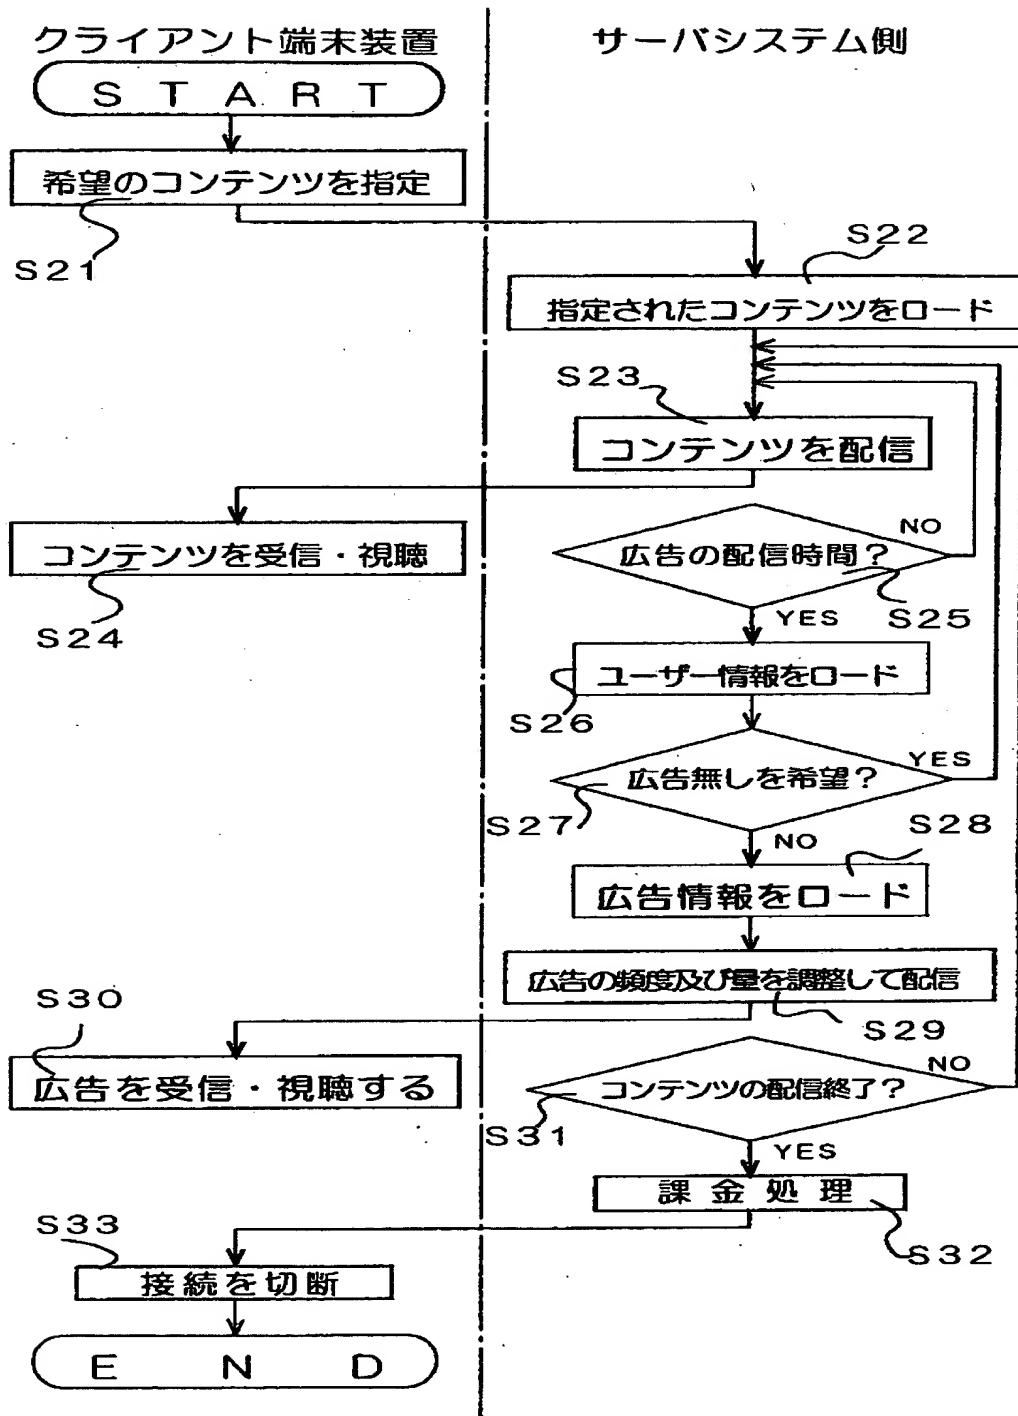 クライアント端末装置
サーバシステム側
START
希望のコンテンツを指定
S21
S22
指定されたコンテンツをロード
S23
コンテンツを配信
コンテンツを受信・視聴
S24
広告の配信時間?
NO
S25
YES
ユーザー情報をロード
S26
広告無しを希望?
YES
S27
NO
S28
広告情報をロード
広告の頻度及び量を調整して配信
S29
S30
広告を受信・視聴する
コンテンツの配信終了?
NO
S31
YES
課金処理
S32
S33
接続を切断
END